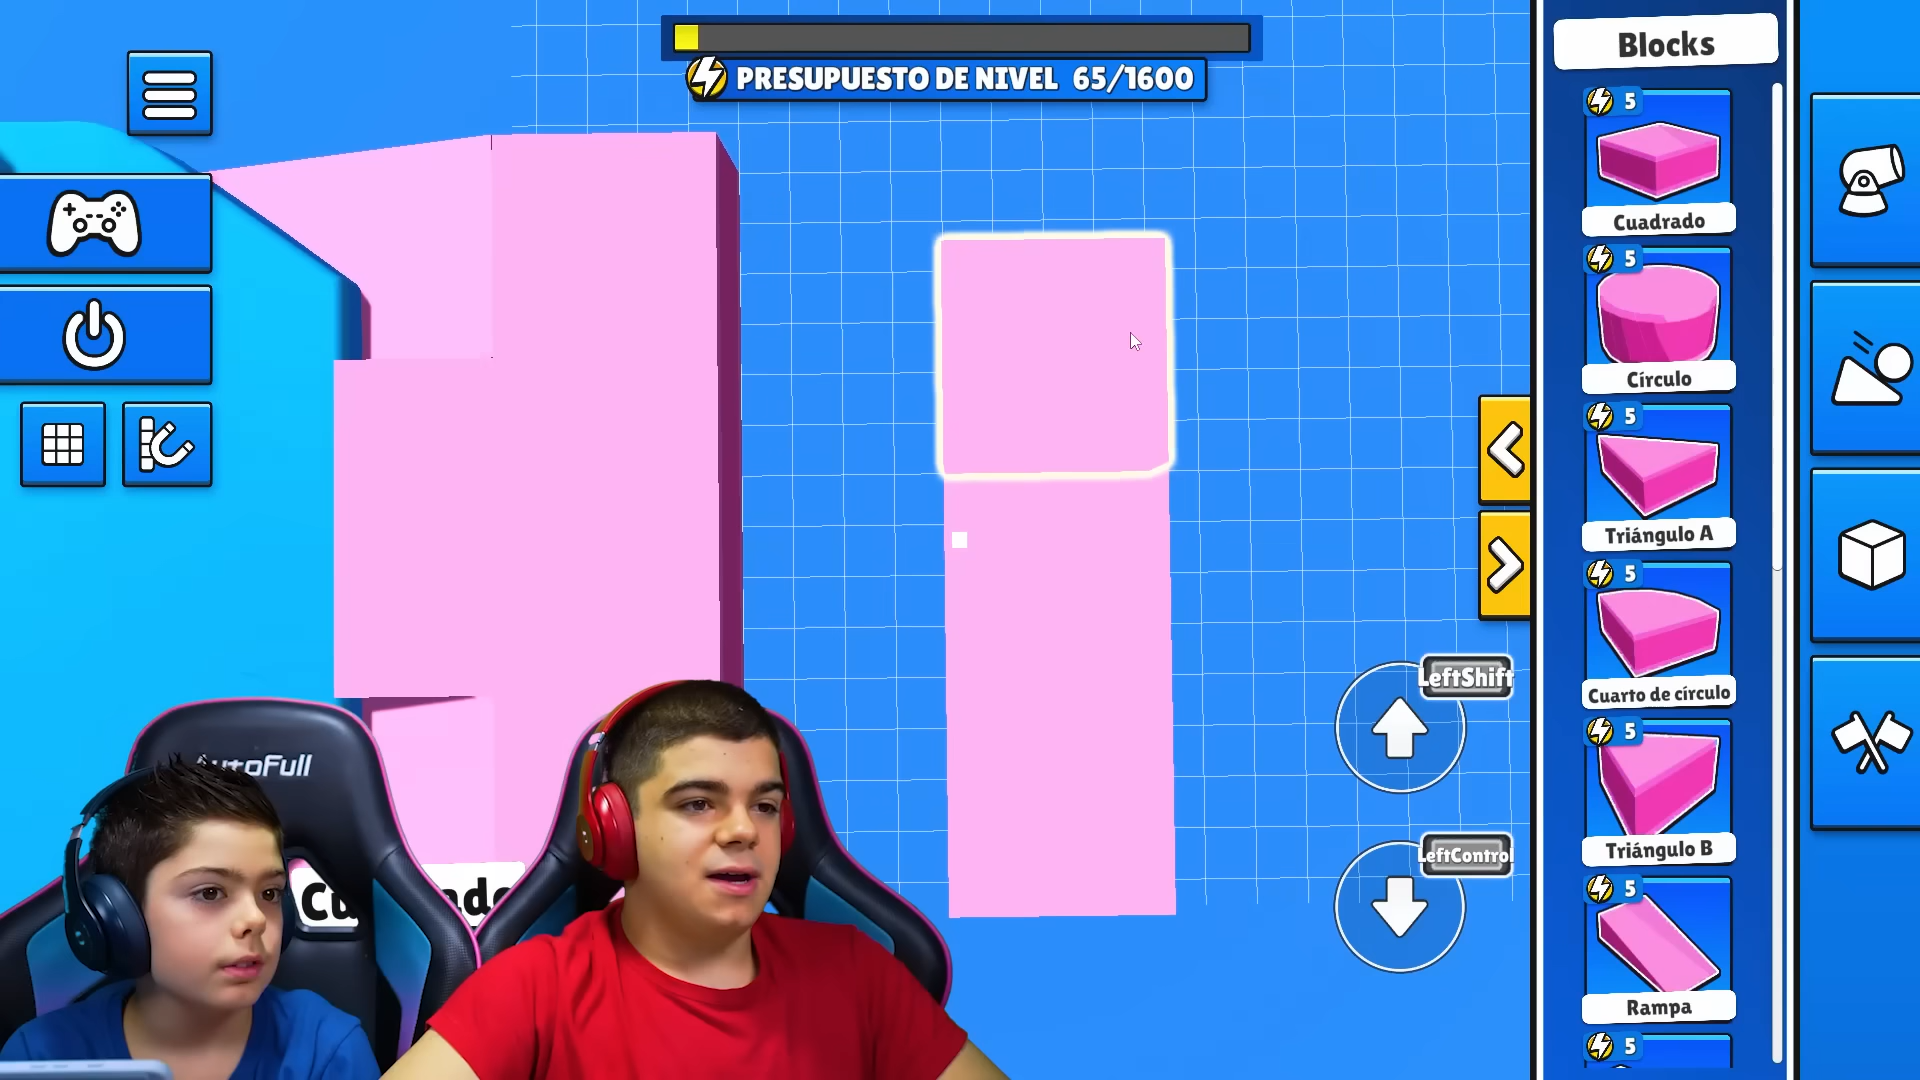 PRESUPUESTO DE NIVEL 65/1600
Blocks
5
Cuadrado
5
Círculo
5
Triángulo A
5
Cuarto de círculo
5
Triángulo B
5
Rampa
5
LeftShift
LeftControl
AutoFull